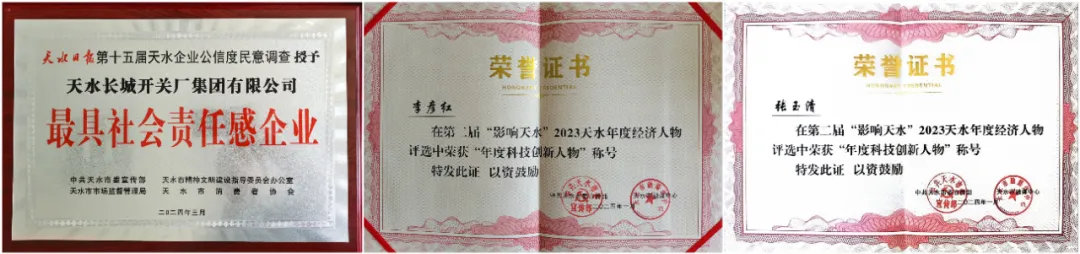 天水日报 第十五届天水企业公信度民意调查 授予
天水长城开关厂集团有限公司
最具社会责任感企业
中共天水市委宣传部 天水市精神文明建设指导委员会办公室
天水市市场监督管理局 天水市消费者协会
二〇二四年三月
荣誉证书
李彦红
在第二届“影响天水”2023天水年度经济人物
评选中荣获“年度科技创新人物”称号
特发此证 以资鼓励
宣传部
荣誉证书
张玉清
在第二届“影响天水”2023天水年度经济人物
评选中荣获“年度科技创新人物”称号
特发此证 以资鼓励
宣传部